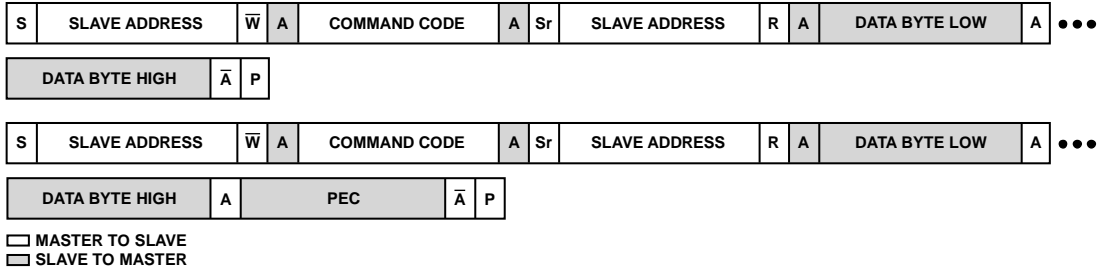 S SLAVE ADDRESS W̅ A COMMAND CODE A Sr SLAVE ADDRESS R A DATA BYTE LOW A •••
DATA BYTE HIGH A̅ P
S SLAVE ADDRESS W̅ A COMMAND CODE A Sr SLAVE ADDRESS R A DATA BYTE LOW A •••
DATA BYTE HIGH A PEC A̅ P
MASTER TO SLAVE
SLAVE TO MASTER